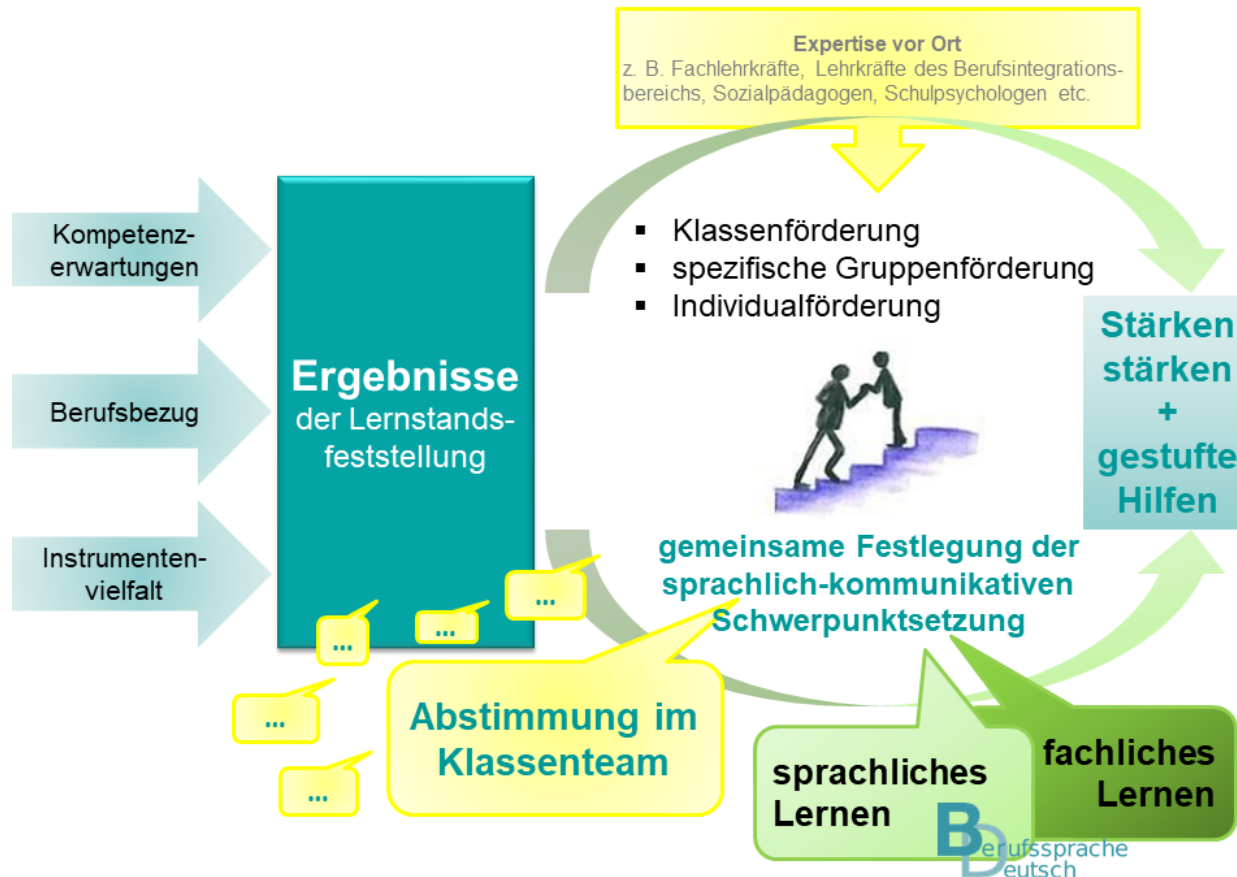 Expertise vor Ort
z. B. Fachlehrkräfte, Lehrkräfte des Berufsintegrations-
bereichs, Sozialpädagogen, Schulpsychologen etc.
Kompetenz-
erwartungen
Berufsbezug
Instrumenten-
vielfalt
Ergebnisse
der Lernstands-
feststellung
▪ Klassenförderung
▪ spezifische Gruppenförderung
▪ Individualförderung
Stärken
stärken
+
gestufte
Hilfen
gemeinsame Festlegung der
sprachlich-kommunikativen
Schwerpunktsetzung
...
...
...
...
...
Abstimmung im
Klassenteam
sprachliches
Lernen
fachliches
Lernen
Berufssprache
Deutsch